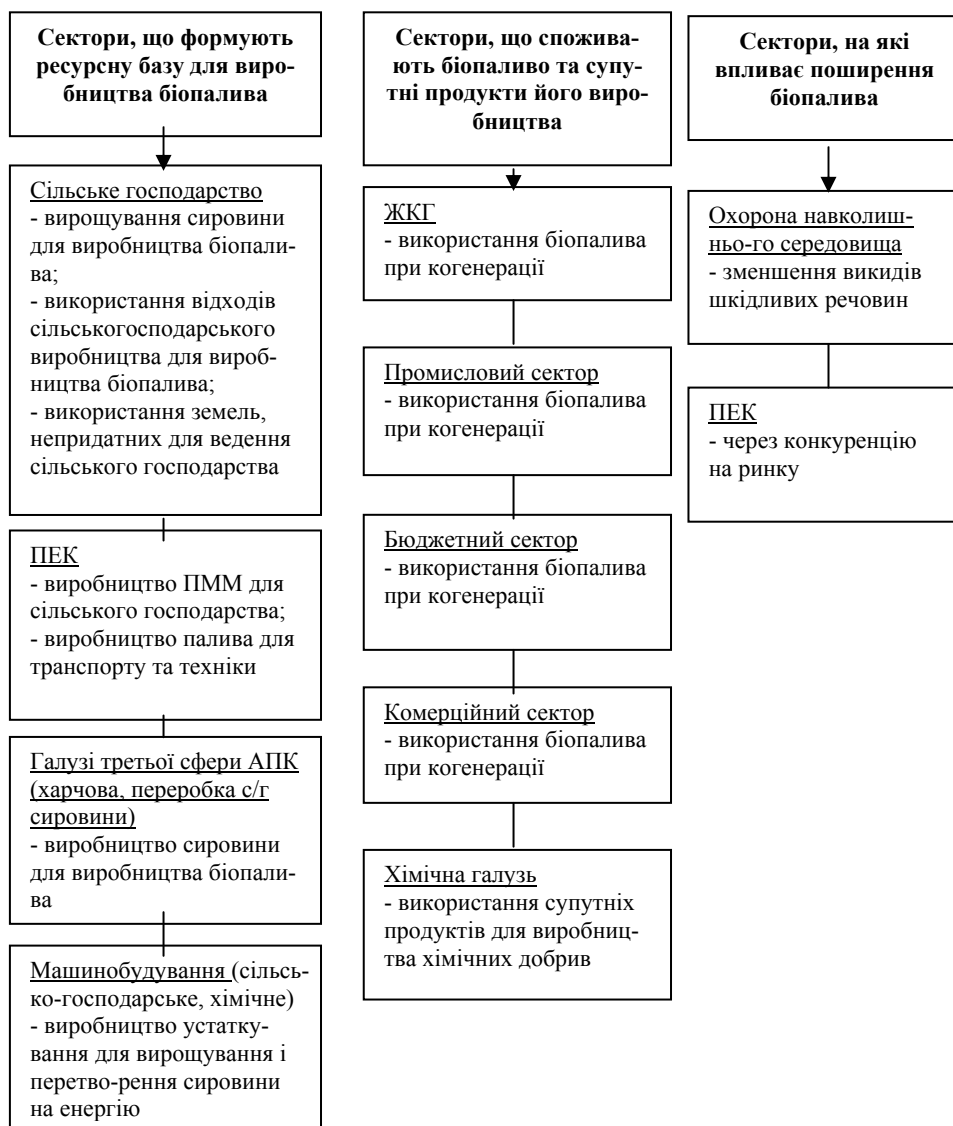 Сектори, що формують
ресурсну базу для виро-
бництва біопалива
Сільське господарство
- вирощування сировини
для виробництва біопали-
ва;
- використання відходів
сільськогосподарського
виробництва для вироб-
ництва біопалива;
- використання земель,
непридатних для ведення
сільського господарства
ПЕК
- виробництво ПММ для
сільського господарства;
- виробництво палива для
транспорту та техніки
Галузі третьої сфери АПК
(харчова, переробка с/г
сировини)
- виробництво сировини
для виробництва біопали-
ва
Машинобудування (сільсь-
ко-господарське, хімічне)
- виробництво устатку-
вання для вирощування і
перетво-рення сировини
на енергію
Сектори, що спожива-
ють біопаливо та супу-
тні продукти його виро-
бництва
ЖКГ
- використання біопалива
при когенерації
Промисловий сектор
- використання біопалива
при когенерації
Бюджетний сектор
- використання біопалива
при когенерації
Комерційний сектор
- використання біопалива
при когенерації
Хімічна галузь
- використання супутніх
продуктів для виробниц-
тва хімічних добрив
Сектори, на які
впливає поширення
біопалива
Охорона навколиш-
ньо-го середовища
- зменшення викидів
шкідливих речовин
ПЕК
- через конкуренцію
на ринку